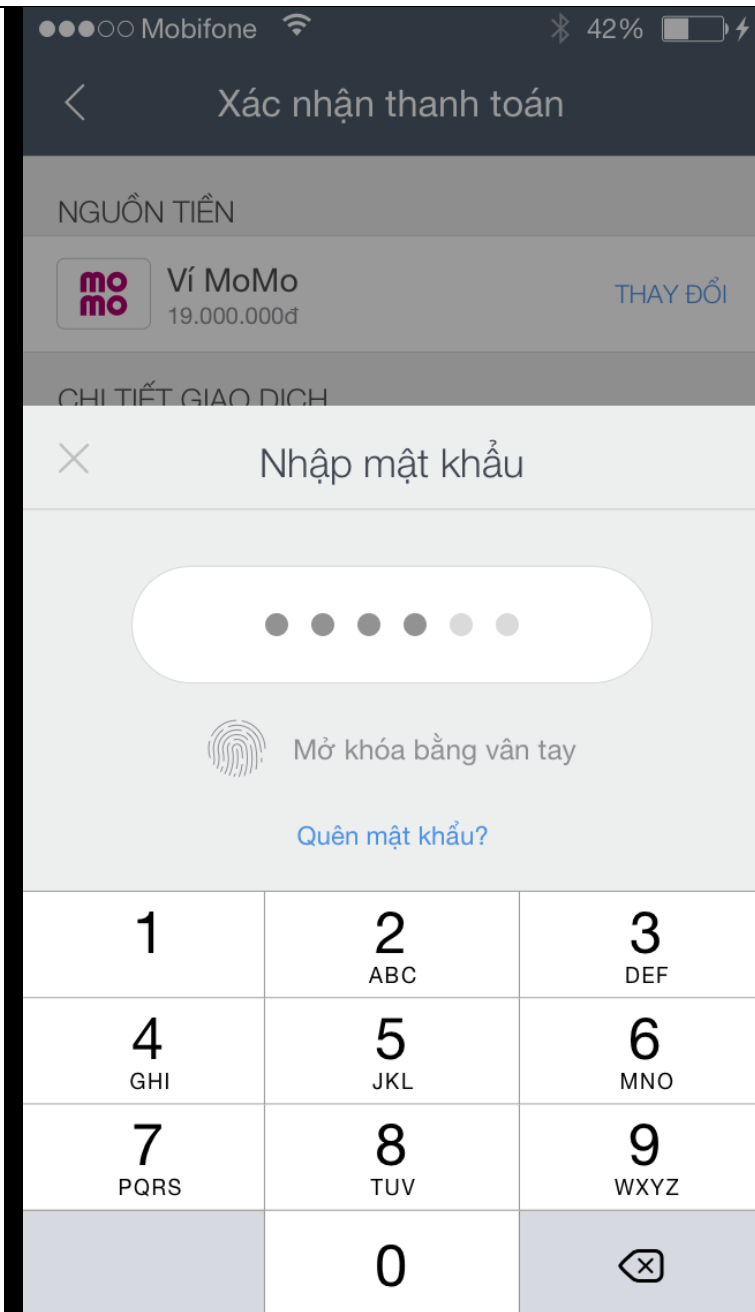 Mobifone 42%
Xác nhận thanh toán
NGUỒN TIỀN
mo
mo
Ví MoMo
19.000.000đ
THAY ĐỔI
CHI TIẾT GIAO DỊCH
Nhập mật khẩu
Mở khóa bằng vân tay
Quên mật khẩu?
1 2 3
ABC DEF
4 5 6
GHI JKL MNO
7 8 9
PQRS TUV WXYZ
0